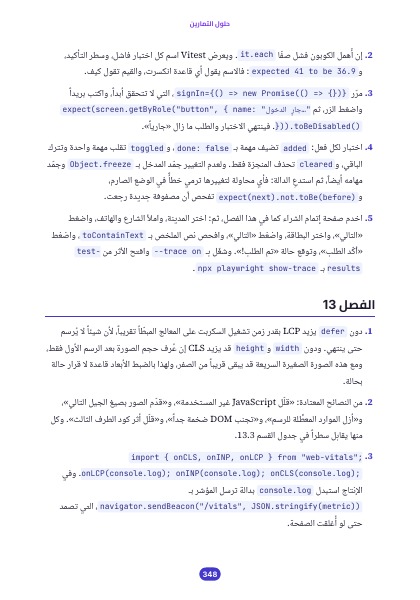 حلول التمارين
2. إن أُهمل الكوبون فشل صفّا it.each. ويعرض Vitest اسم كل اختبار فاشل، وسطر التأكيد،
و expected 41 to be 36.9: فالاسم يقول أي قاعدة انكسرت، والقيم تقول كيف.
3. مرّر signIn={() => new Promise(() => {})}، التي لا تتحقق أبداً، واكتب بريداً
واضغط الزر، ثم expect(screen.getByRole("button", { name: "جارٍ الدخول…"
})).toBeDisabled(). فينتهي الاختبار والطلب ما زال «جارياً».
4. اختبار لكل فعل: added تضيف مهمة بـ done: false، و toggled تقلب مهمة واحدة وتترك
الباقي، و cleared تحذف المنجزة فقط. ولعدم التغيير جمّد المدخل بـ Object.freeze وجمّد
مهامه أيضاً، ثم استدعِ الدالة: فأي محاولة لتغييرها ترمي خطأً في الوضع الصارم،
و expect(next).not.toBe(before) تفحص أن مصفوفة جديدة رجعت.
5. اخدم صفحة إتمام الشراء كما في هذا الفصل، ثم: اختر المدينة، واملأ الشارع والهاتف، واضغط
«التالي»، واختر البطاقة، واضغط «التالي»، وافحص نص الملخص بـ toContainText، واضغط
«أكّد الطلب»، وتوقع حالة «تم الطلب!». وشغّل بـ --trace on وافتح الأثر من test-
results بـ npx playwright show-trace.
الفصل 13
1. دون defer يزيد LCP بقدر زمن تشغيل السكربت على المعالج المبطّأ تقريباً، لأن شيئاً لا يُرسم
حتى ينتهي. ودون width و height قد يزيد CLS إن عُرف حجم الصورة بعد الرسم الأول فقط،
ومع هذه الصورة الصغيرة السريعة قد يبقى قريباً من الصفر، ولهذا بالضبط الأبعاد قاعدة لا قرار حالة
بحالة.
2. من النصائح المعتادة: «قلّل JavaScript غير المستخدمة»، و«قدّم الصور بصيغ الجيل التالي»،
و«أزل الموارد المعطِّلة للرسم»، و«تجنب DOM ضخمة جداً»، و«قلّل أثر كود الطرف الثالث». وكل
منها يقابل سطراً في جدول القسم 13.3.
3. import { onCLS, onINP, onLCP } from "web-vitals";
onLCP(console.log); onINP(console.log); onCLS(console.log);. وفي
الإنتاج استبدل console.log بدالة ترسل المؤشر بـ
navigator.sendBeacon("/vitals", JSON.stringify(metric))، التي تصمد
حتى لو أُغلقت الصفحة.
348